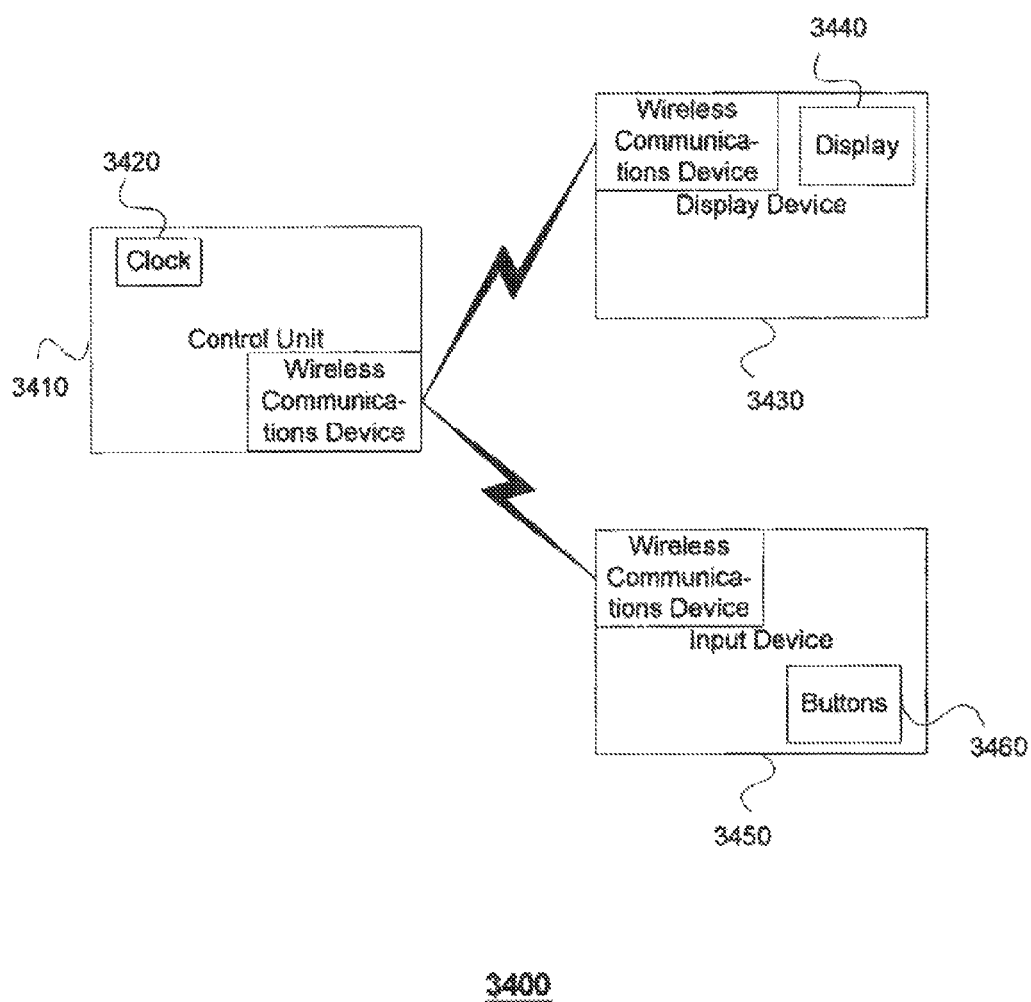 3440
Wireless
Communica-
tions Device
Display
Display Device
3430
3420
Clock
Control Unit
3410
Wireless
Communica-
tions Device
Wireless
Communica-
tions Device
Input Device
Buttons
3460
3450
3400